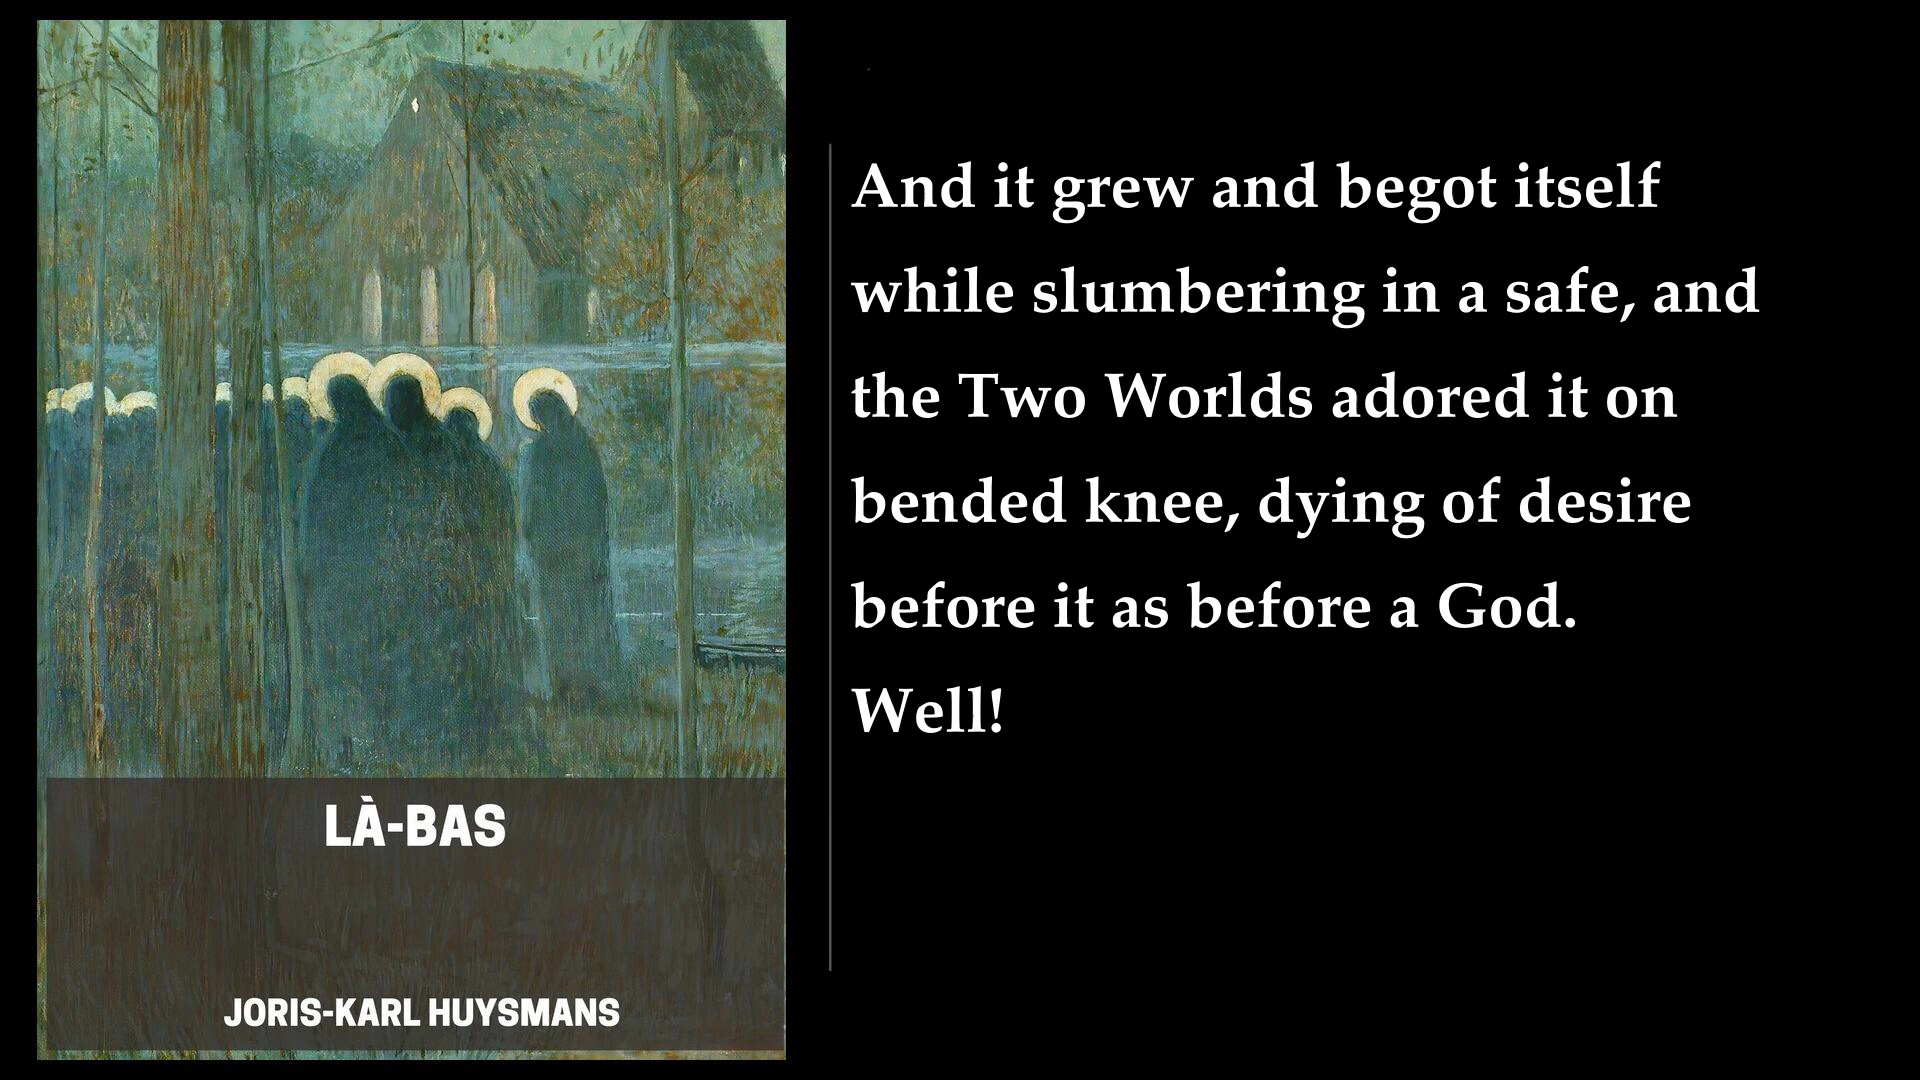 LÀ-BAS
JORIS-KARL HUYSMANS
And it grew and begot itself
while slumbering in a safe, and
the Two Worlds adored it on
bended knee, dying of desire
before it as before a God.
Well!